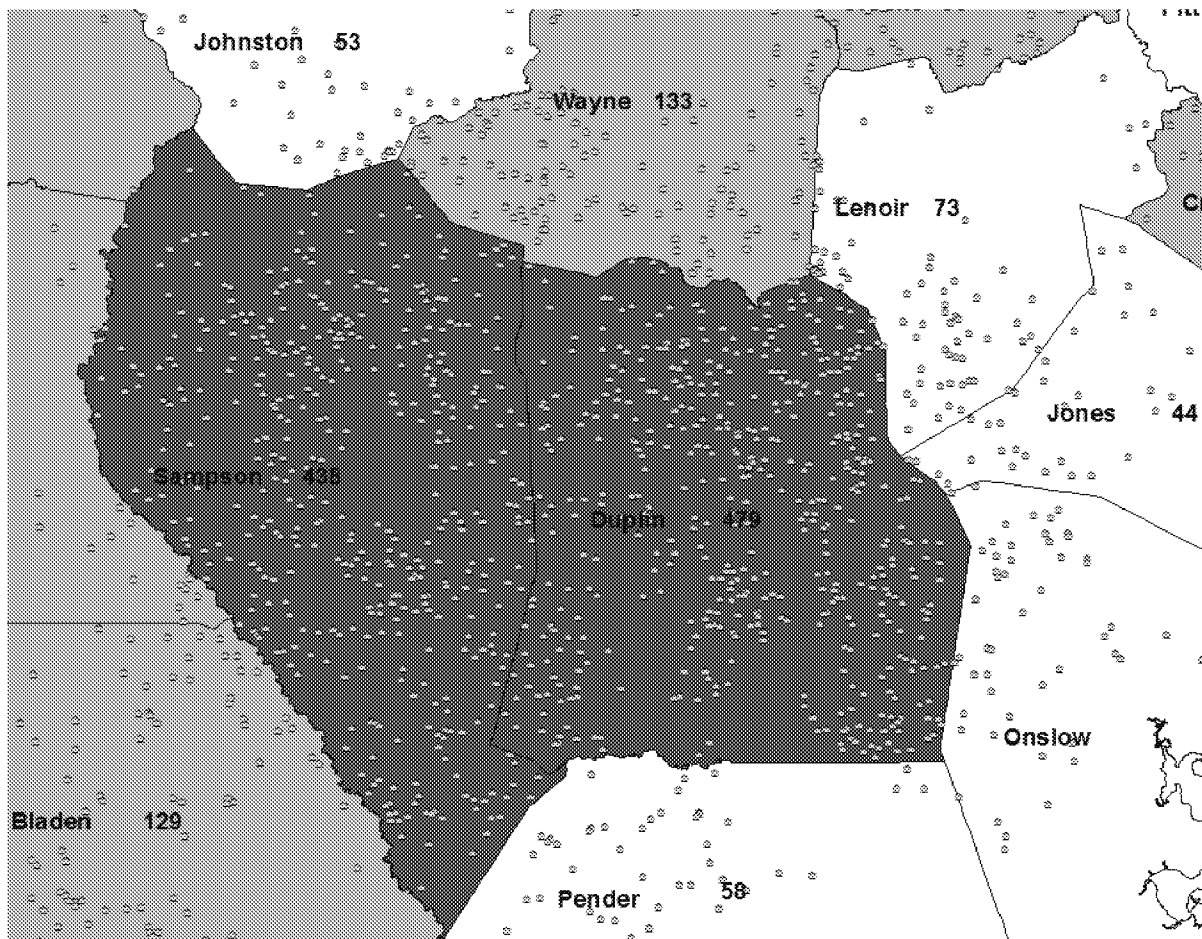 Johnston 53
Wayne 133
Lenoir 73
Jones 44
Sampson 438
Duplin 479
Onslow
Bladen 129
Pender 58